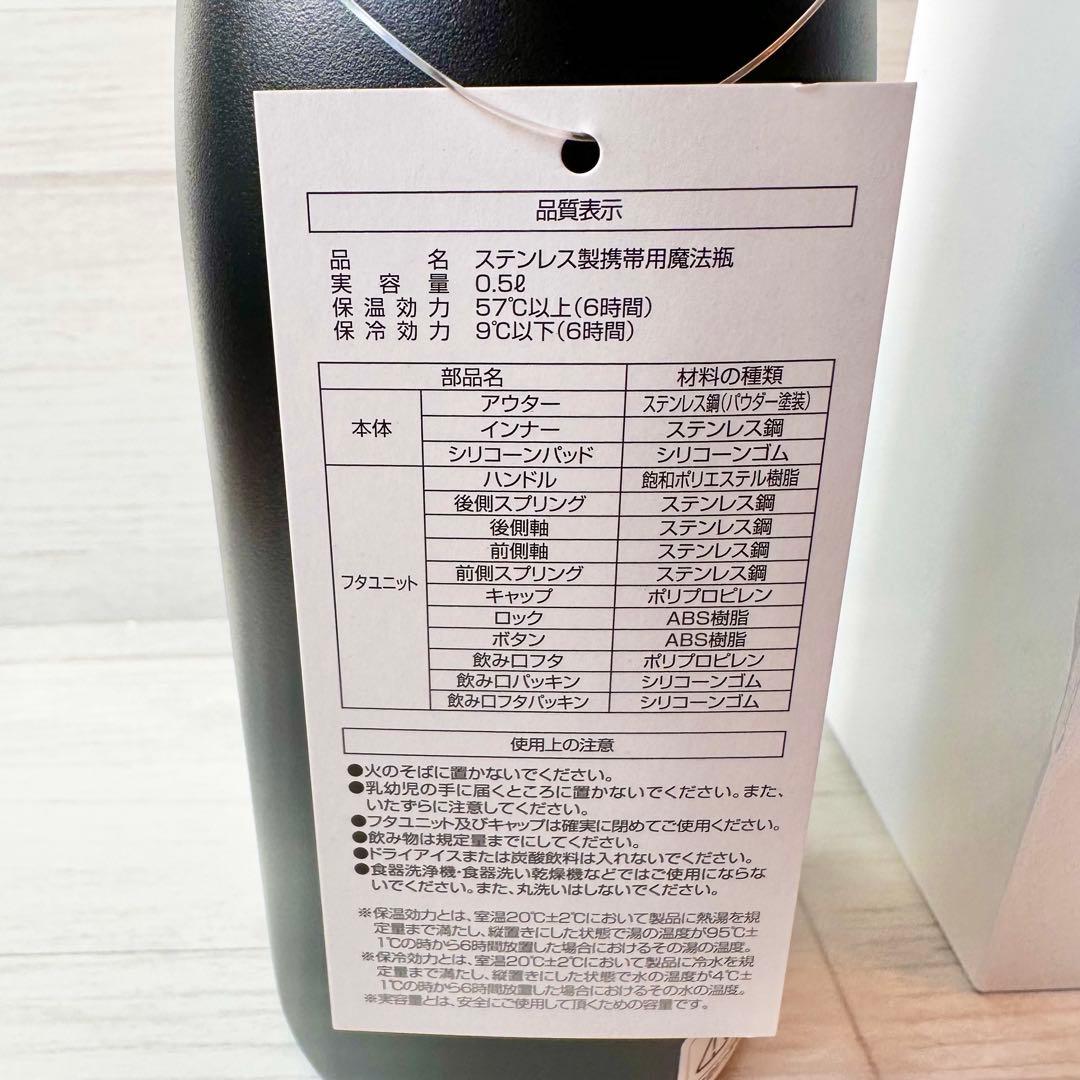 品質表示
品名 ステンレス製携帯用魔法瓶
実容量 0.5ℓ
保温効力 57℃以上(6時間)
保冷効力 9℃以下(6時間)
部品名 材料の種類
本体 アウター ステンレス鋼(パウダー塗装)
インナー ステンレス鋼
シリコーンパッド シリコーンゴム
フタユニット ハンドル 飽和ポリエステル樹脂
後側スプリング ステンレス鋼
後側軸 ステンレス鋼
前側軸 ステンレス鋼
前側スプリング ステンレス鋼
キャップ ポリプロピレン
ロック ABS樹脂
ボタン ABS樹脂
飲み口フタ ポリプロピレン
飲み口パッキン シリコーンゴム
飲み口フタパッキン シリコーンゴム
使用上の注意
●火のそばに置かないでください。
●乳幼児の手に届くところに置かないでください。また、
いたずらに注意してください。
●フタユニット及びキャップは確実に閉めてご使用ください。
●飲み物は規定量までにしてください。
●ドライアイスまたは炭酸飲料は入れないでください。
●食器洗浄機・食器洗い乾燥機などではご使用にならな
いでください。また、丸洗いはしないでください。
※保温効力とは、室温20℃±2℃において製品に熱湯を規
定量まで満たし、縦置きにした状態で湯の温度が95℃±
1℃の時から6時間放置した場合におけるその湯の温度。
※保冷効力とは、室温20℃±2℃において製品に冷水を規
定量まで満たし、縦置きにした状態で水の温度が4℃±
1℃の時から6時間放置した場合におけるその水の温度。
※実容量とは、安全にご使用して頂くための容量です。